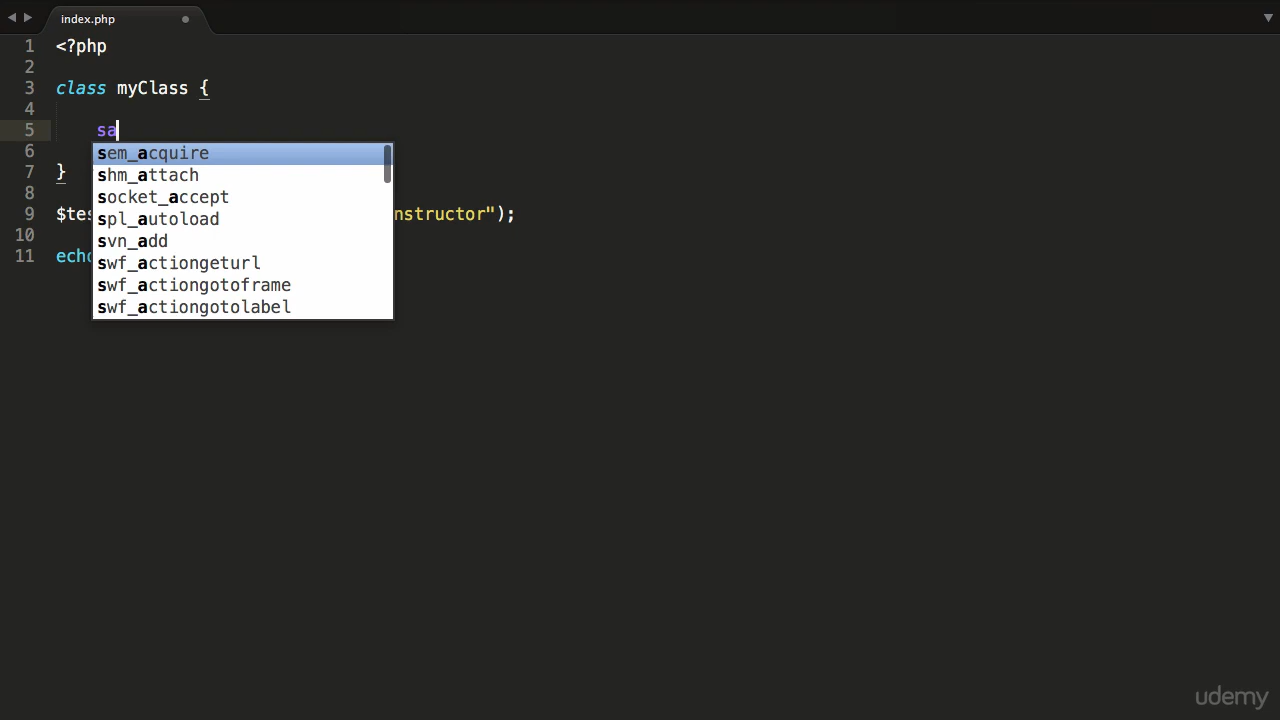 index.php
1 <?php
2
3 class myClass {
4
5 sa
6 sem_acquire
shm_attach
7 }
socket_accept
8
spl_autoload
9 $tes nstructor");
10
svn_add
11 echo
swf_actiongeturl
swf_actiongotoframe
swf_actiongotolabel
udemy